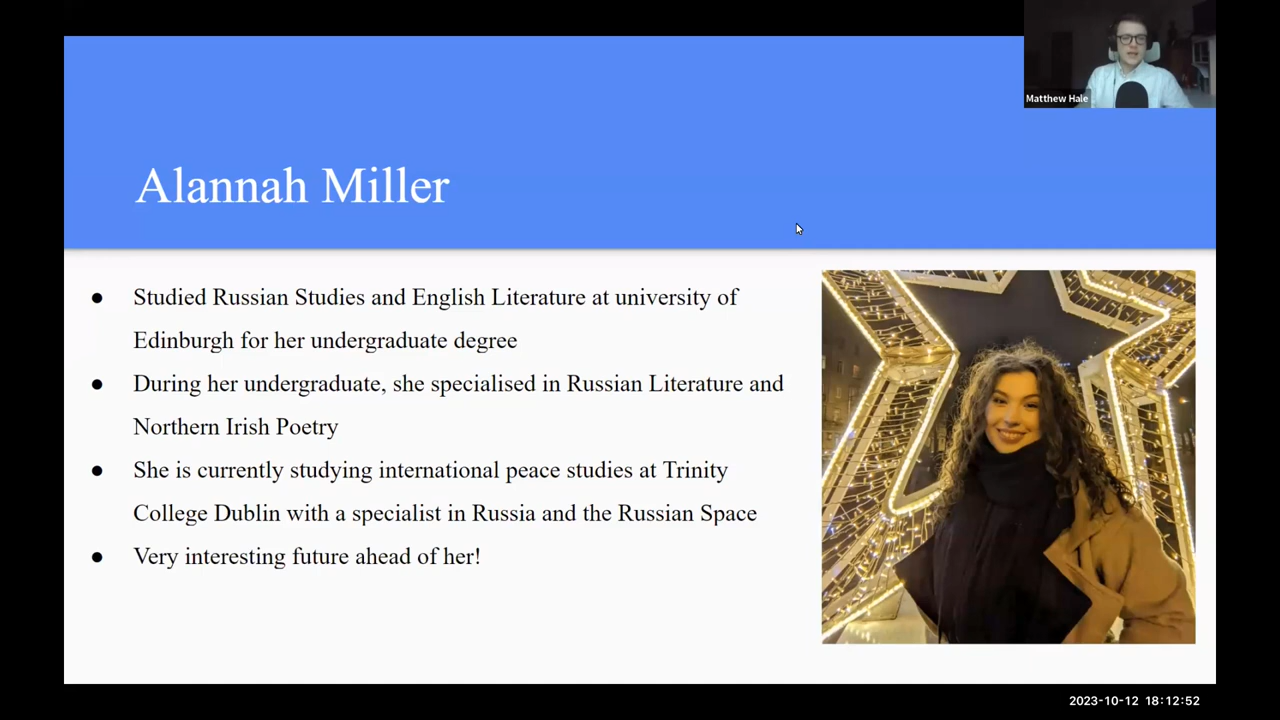 Matthew Hale
Alannah Miller
● Studied Russian Studies and English Literature at university of
Edinburgh for her undergraduate degree
● During her undergraduate, she specialised in Russian Literature and
Northern Irish Poetry
● She is currently studying international peace studies at Trinity
College Dublin with a specialist in Russia and the Russian Space
● Very interesting future ahead of her!
2023-10-12 18:12:52